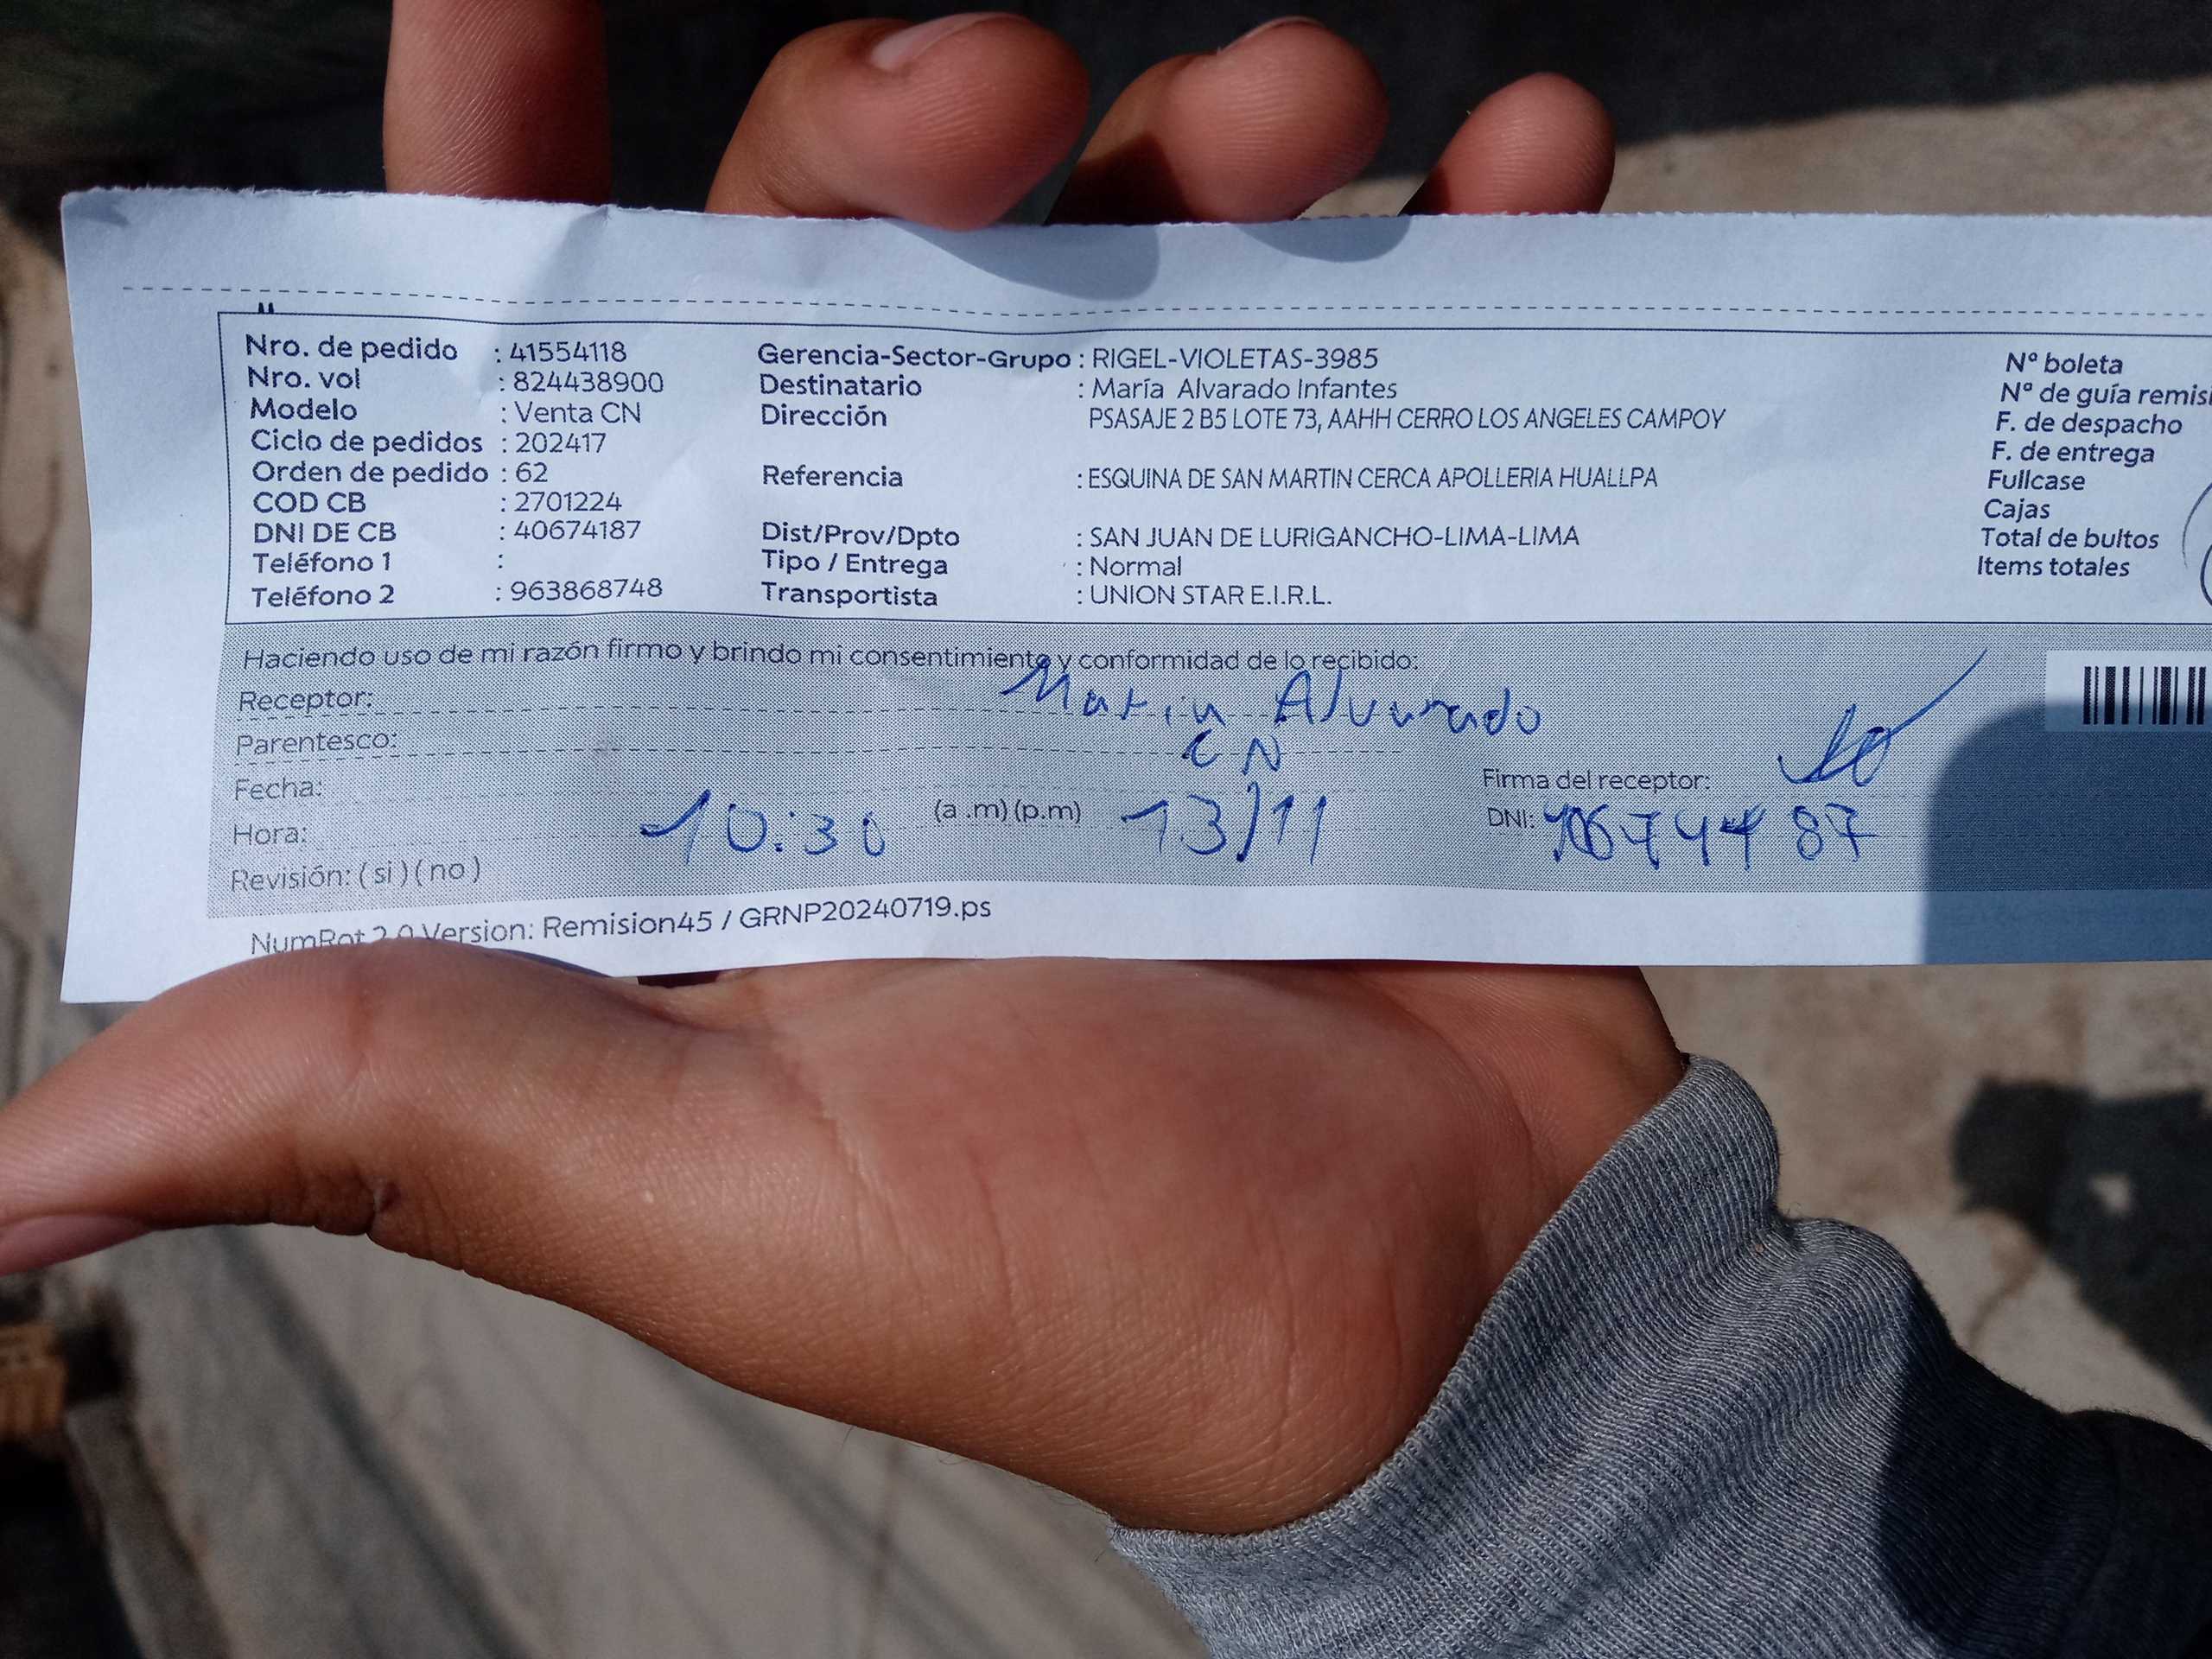 Nro. de pedido : 41554118
Nro. vol : 824438900
Modelo : Venta CN
Ciclo de pedidos : 202417
Orden de pedido : 62
COD CB : 2701224
DNI DE CB : 40674187
Teléfono 1 :
Teléfono 2 : 963868748
Gerencia-Sector-Grupo : RIGEL-VIOLETAS-3985
Destinatario : María Alvarado Infantes
Dirección PSASAJE 2 B5 LOTE 73, AAHH CERRO LOS ANGELES CAMPOY
Referencia : ESQUINA DE SAN MARTIN CERCA APOLLERIA HUALLPA
Dist/Prov/Dpto : SAN JUAN DE LURIGANCHO-LIMA-LIMA
Tipo / Entrega : Normal
Transportista : UNION STAR E.I.R.L.
N° boleta
N° de guía remisi
F. de despacho
F. de entrega
Fullcase
Cajas
Total de bultos
Items totales
Haciendo uso de mi razón firmo y brindo mi consentimiento y conformidad de lo recibido:
Receptor: Maria Alvarado
Parentesco: CN
Fecha: 13/11
Hora: 10:30 (a .m) (p.m)
Revisión: ( si ) ( no )
Firma del receptor:
DNI:
NumRot 2.0 Version: Remision45 / GRNP20240719.ps